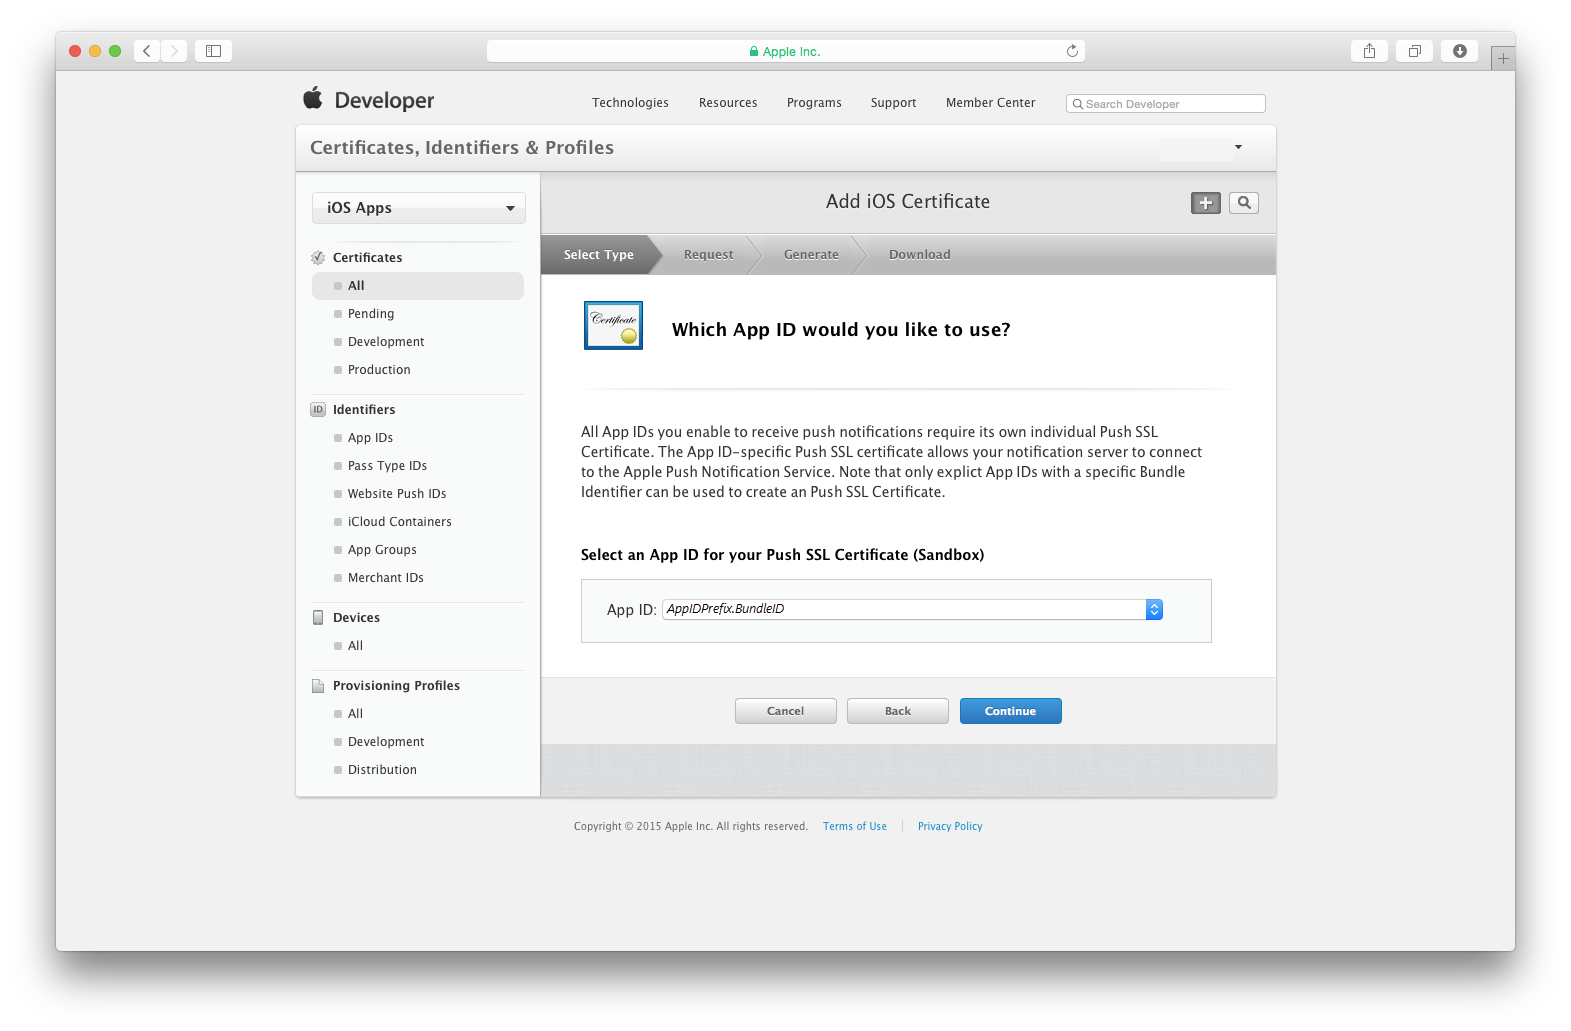 Apple Inc.
Developer
Technologies
Resources
Programs
Support
Member Center
Search Developer
Certificates, Identifiers & Profiles
iOS Apps
Certificates
All
Pending
Development
Production
ID Identifiers
App IDs
Pass Type IDs
Website Push IDs
iCloud Containers
App Groups
Merchant IDs
Devices
All
Provisioning Profiles
All
Development
Distribution
Add iOS Certificate
Select Type
Request
Generate
Download
Certificate
Which App ID would you like to use?
All App IDs you enable to receive push notifications require its own individual Push SSL
Certificate. The App ID-specific Push SSL certificate allows your notification server to connect
to the Apple Push Notification Service. Note that only explict App IDs with a specific Bundle
Identifier can be used to create an Push SSL Certificate.
Select an App ID for your Push SSL Certificate (Sandbox)
App ID: AppIDPrefix.BundleID
Cancel
Back
Continue
Copyright © 2015 Apple Inc. All rights reserved. Terms of Use | Privacy Policy